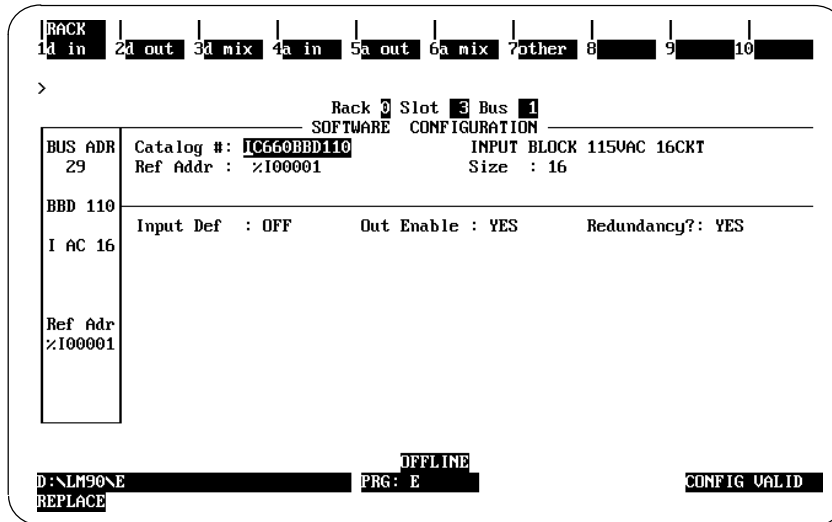 RACK
1d in 2d out 3d mix 4a in 5a out 6a mix 7other 8 9 10
>
Rack 0 Slot 3 Bus 1
SOFTWARE CONFIGURATION
BUS ADR Catalog #: IC660BBD110 INPUT BLOCK 115VAC 16CKT
29 Ref Addr : %I00001 Size : 16
BBD 110
Input Def : OFF Out Enable : YES Redundancy?: YES
I AC 16
Ref Adr
%I00001
OFFLINE
D:\LM90\E PRG: E CONFIG VALID
REPLACE